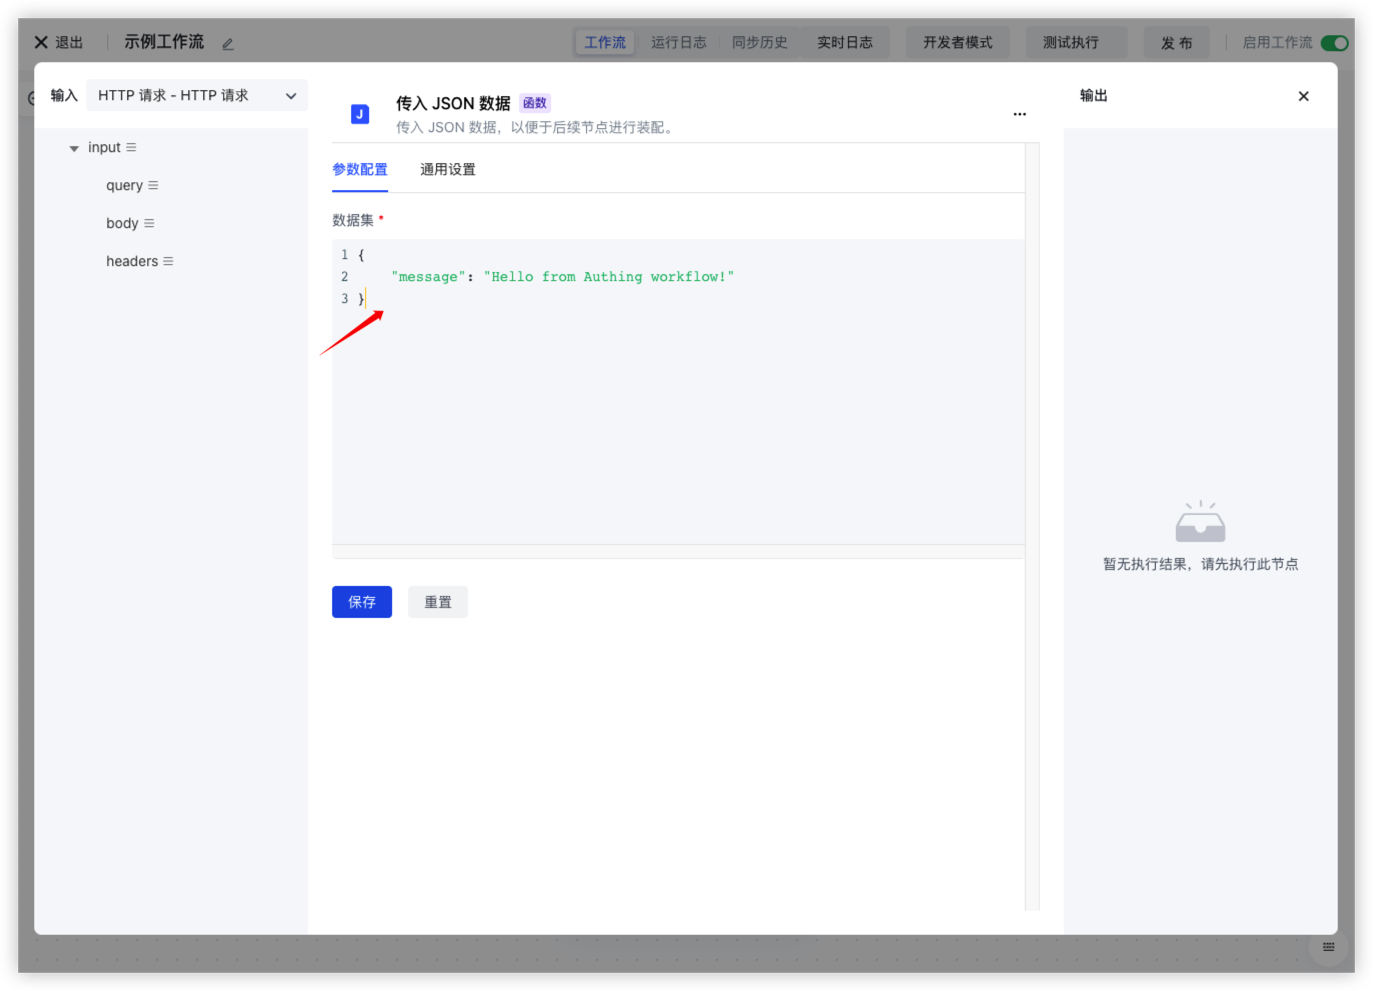 退出
示例工作流
工作流
运行日志
同步历史
实时日志
开发者模式
测试执行
发 布
启用工作流
输入
HTTP 请求 - HTTP 请求
input
query
body
headers
J
传入 JSON 数据
函数
传入 JSON 数据，以便于后续节点进行装配。
参数配置
通用设置
数据集 *
1 {
2 "message": "Hello from Authing workflow!"
3 }
保存
重置
输出
暂无执行结果，请先执行此节点